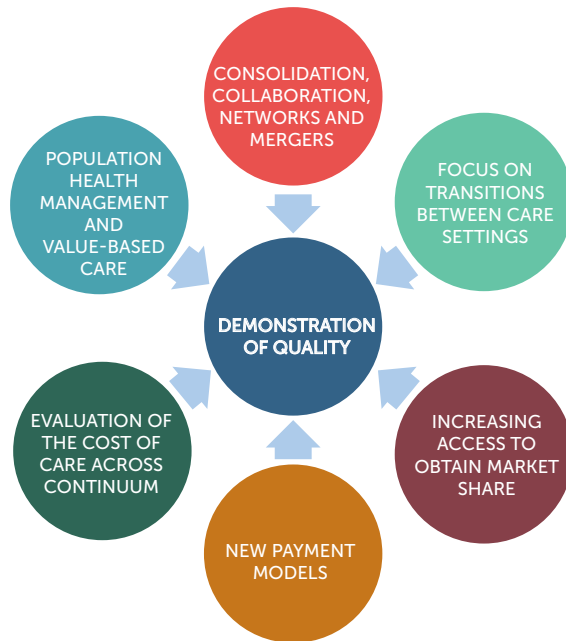 CONSOLIDATION,
COLLABORATION,
NETWORKS AND
MERGERS
FOCUS ON
TRANSITIONS
BETWEEN CARE
SETTINGS
INCREASING
ACCESS TO
OBTAIN MARKET
SHARE
NEW PAYMENT
MODELS
EVALUATION OF
THE COST OF
CARE ACROSS
CONTINUUM
POPULATION
HEALTH
MANAGEMENT
AND
VALUE-BASED
CARE
DEMONSTRATION
OF QUALITY